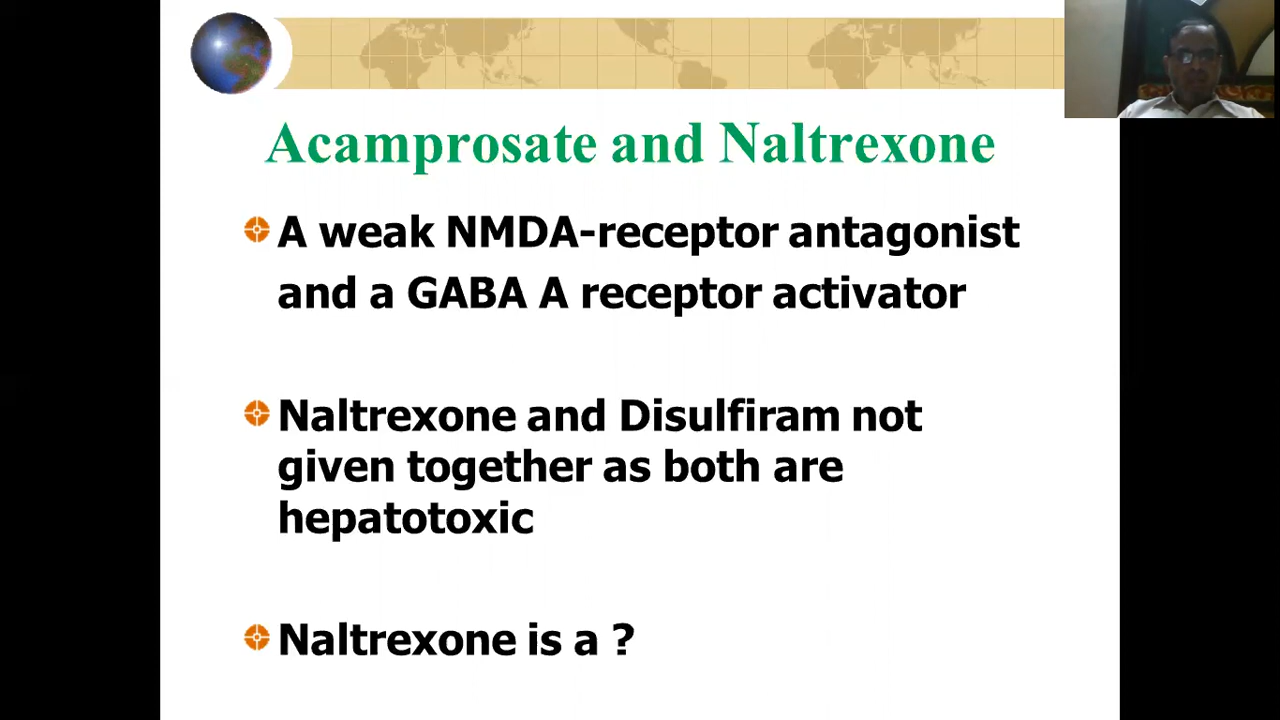 Acamprosate and Naltrexone
A weak NMDA-receptor antagonist
and a GABA A receptor activator
Naltrexone and Disulfiram not
given together as both are
hepatotoxic
Naltrexone is a ?